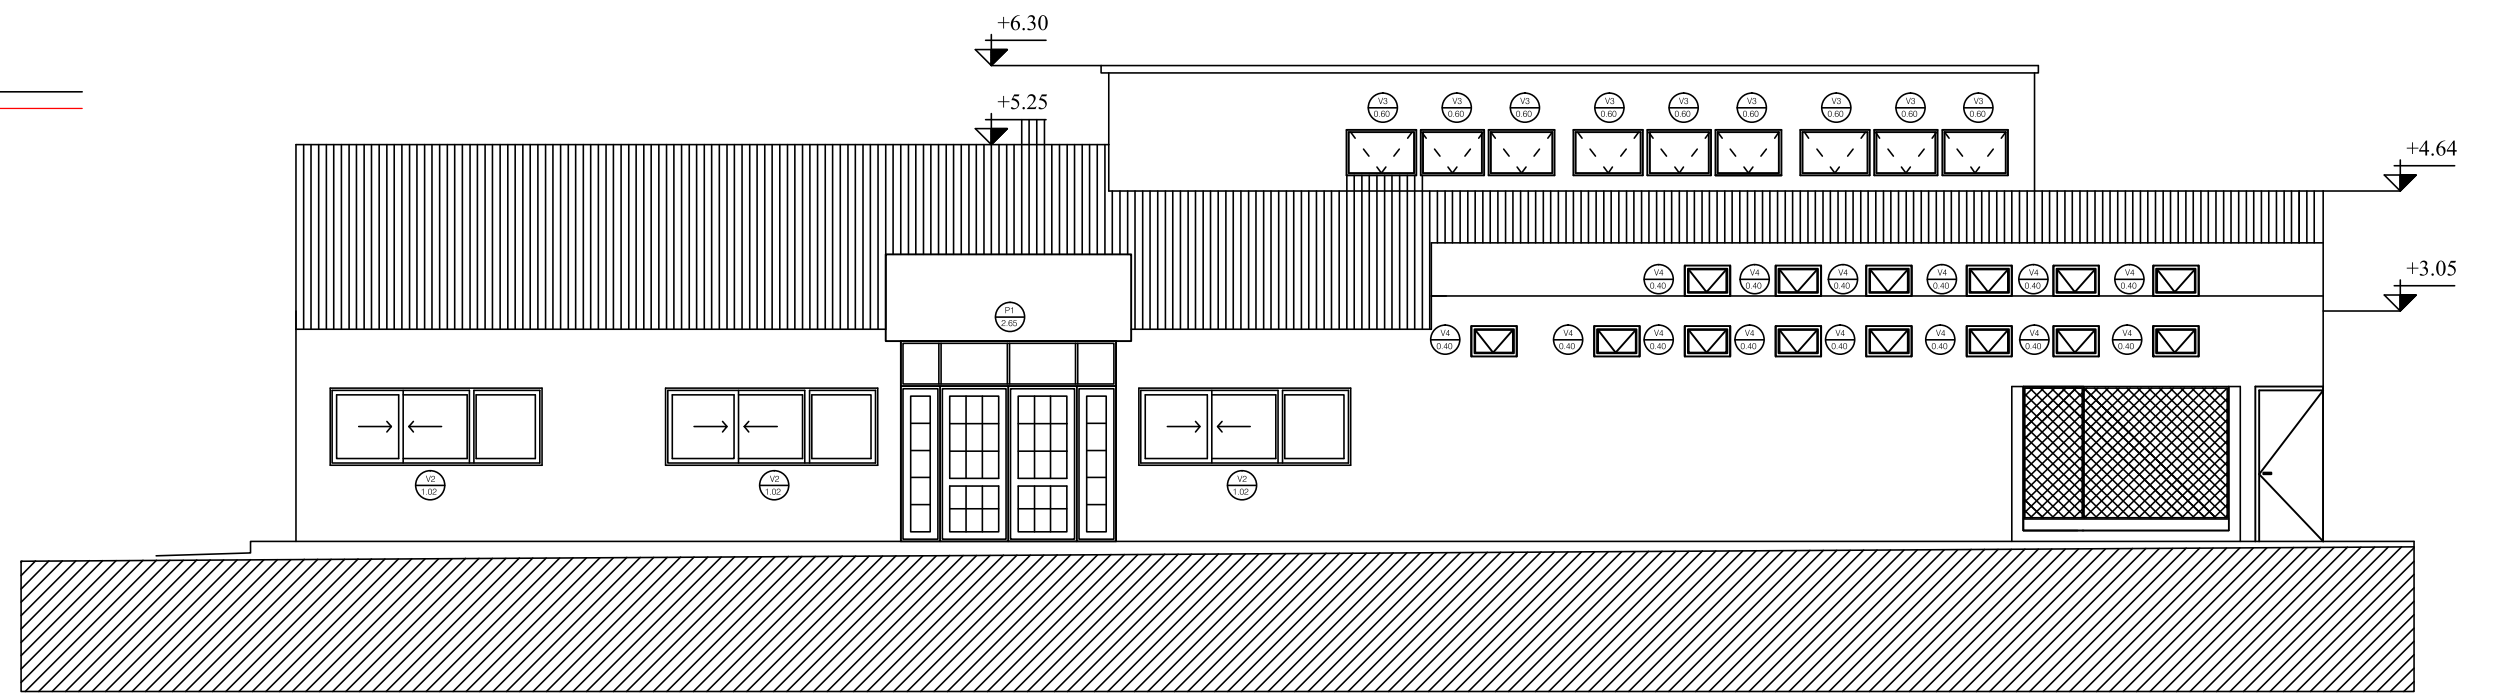 +6.30
+5.25
V3 V3 V3 V3 V3 V3 V3 V3 V3
0.60 0.60 0.60 0.60 0.60 0.60 0.60 0.60 0.60
+4.64
+3.05
V4 V4 V4 V4 V4 V4
0.40 0.40 0.40 0.40 0.40 0.40
P1
2.65
V4 V4 V4 V4 V4 V4 V4 V4
0.40 0.40 0.40 0.40 0.40 0.40 0.40 0.40
V2 V2 V2
1.02 1.02 1.02